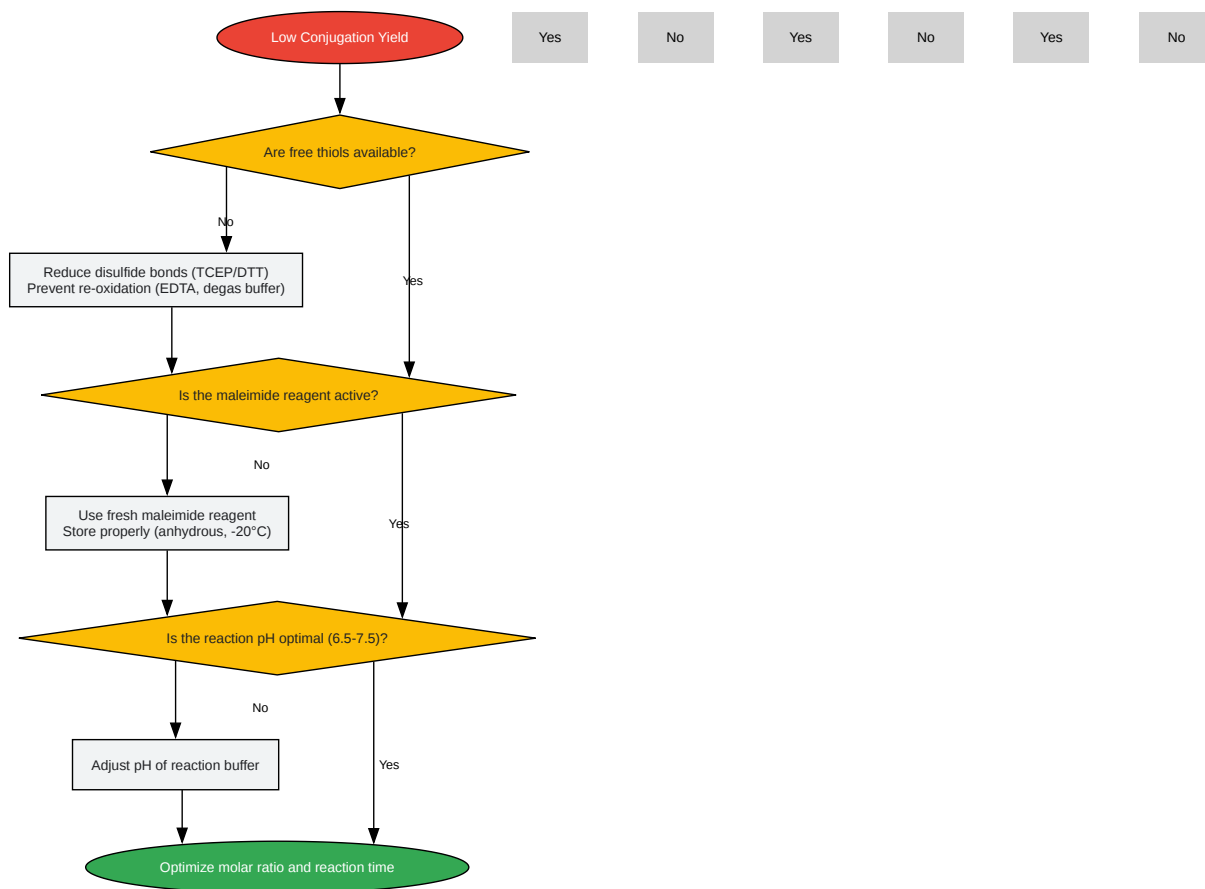 Low Conjugation Yield
Yes
No
Yes
No
Yes
No
Are free thiols available?
No
Yes
Reduce disulfide bonds (TCEP/DTT)
Prevent re-oxidation (EDTA, degas buffer)
Is the maleimide reagent active?
No
Yes
Use fresh maleimide reagent
Store properly (anhydrous, -20°C)
Is the reaction pH optimal (6.5-7.5)?
No
Yes
Adjust pH of reaction buffer
Optimize molar ratio and reaction time